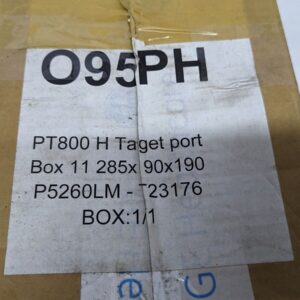 O95PH
PT800 H Taget port
Box 11 285x 90x190
P5260LM - T23176
BOX:1/1